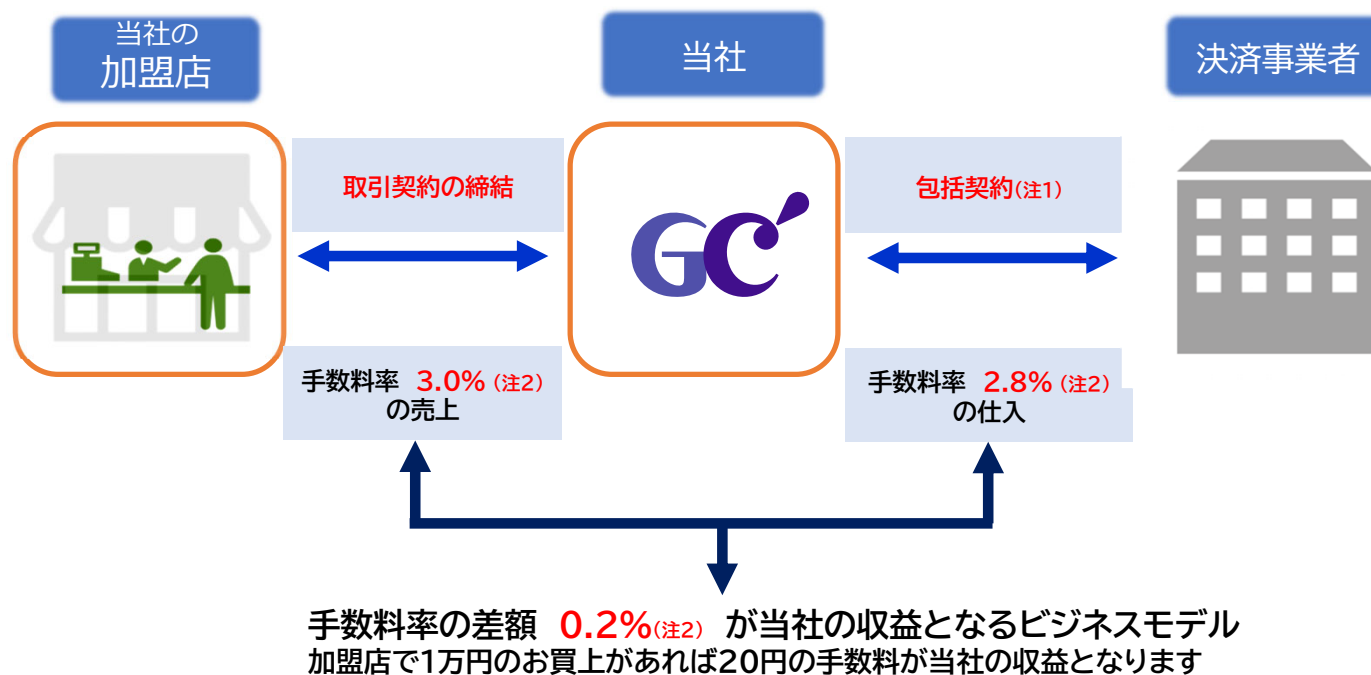 当社の
加盟店
当社
決済事業者
取引契約の締結
包括契約(注1)
GC
手数料率 3.0% (注2)
の売上
手数料率 2.8% (注2)
の仕入
手数料率の差額 0.2%(注2) が当社の収益となるビジネスモデル
加盟店で1万円のお買上があれば20円の手数料が当社の収益となります